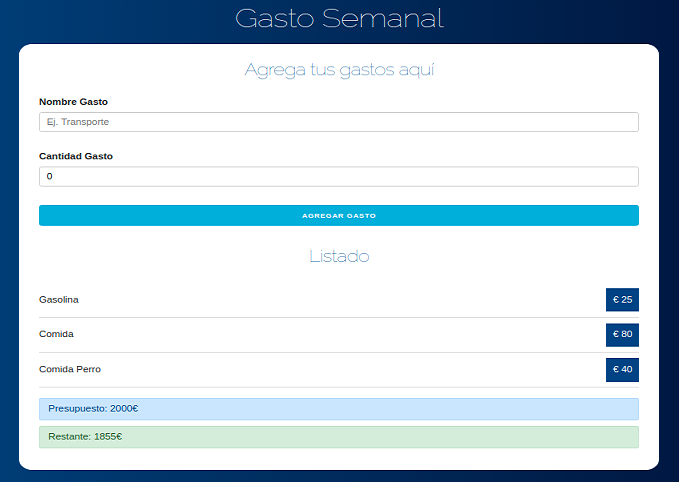 Gasto Semanal
Agrega tus gastos aquí
Nombre Gasto
Ej. Transporte
Cantidad Gasto
0
AGREGAR GASTO
Listado
Gasolina € 25
Comida € 80
Comida Perro € 40
Presupuesto: 2000€
Restante: 1855€